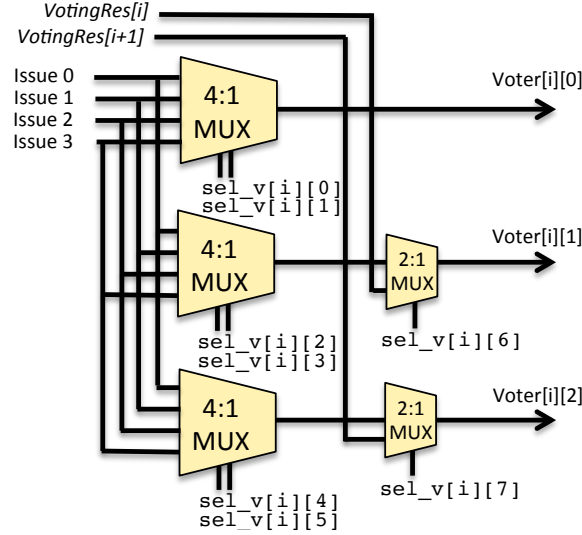 VotingRes[i]
VotingRes[i+1]
Issue 0
Issue 1
Issue 2
Issue 3
4:1
MUX
Voter[i][0]
sel_v[i][0]
sel_v[i][1]
4:1
MUX
2:1
MUX
Voter[i][1]
sel_v[i][2]
sel_v[i][3]
sel_v[i][6]
4:1
MUX
2:1
MUX
Voter[i][2]
sel_v[i][4]
sel_v[i][5]
sel_v[i][7]